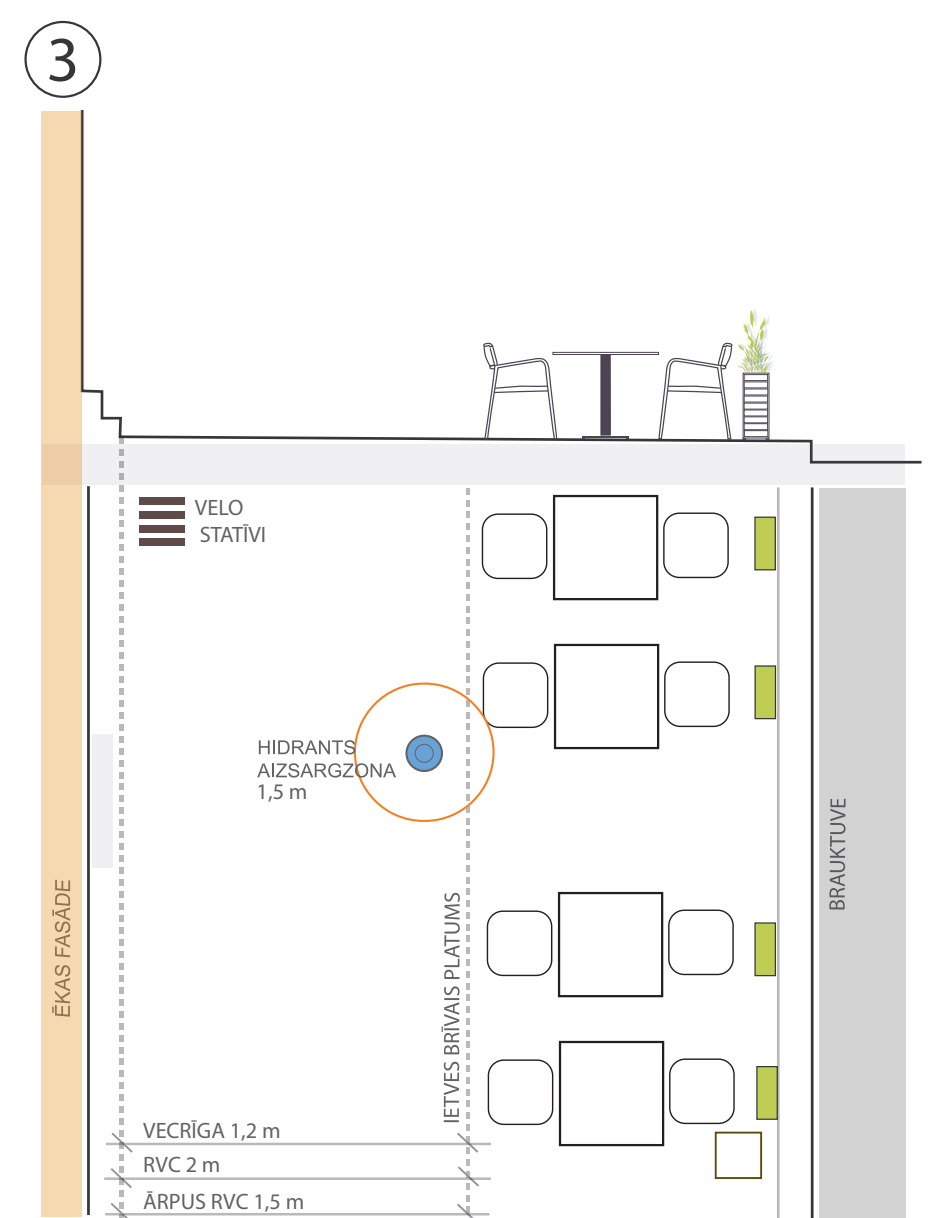 3
VELO
STATĪVI
HIDRANTS
AIZSARGZONA
1,5 m
ĒKAS FASĀDE
IETVES BRĪVAIS PLATUMS
BRAUKTUVE
VECRĪGA 1,2 m
RVC 2 m
ĀRPUS RVC 1,5 m